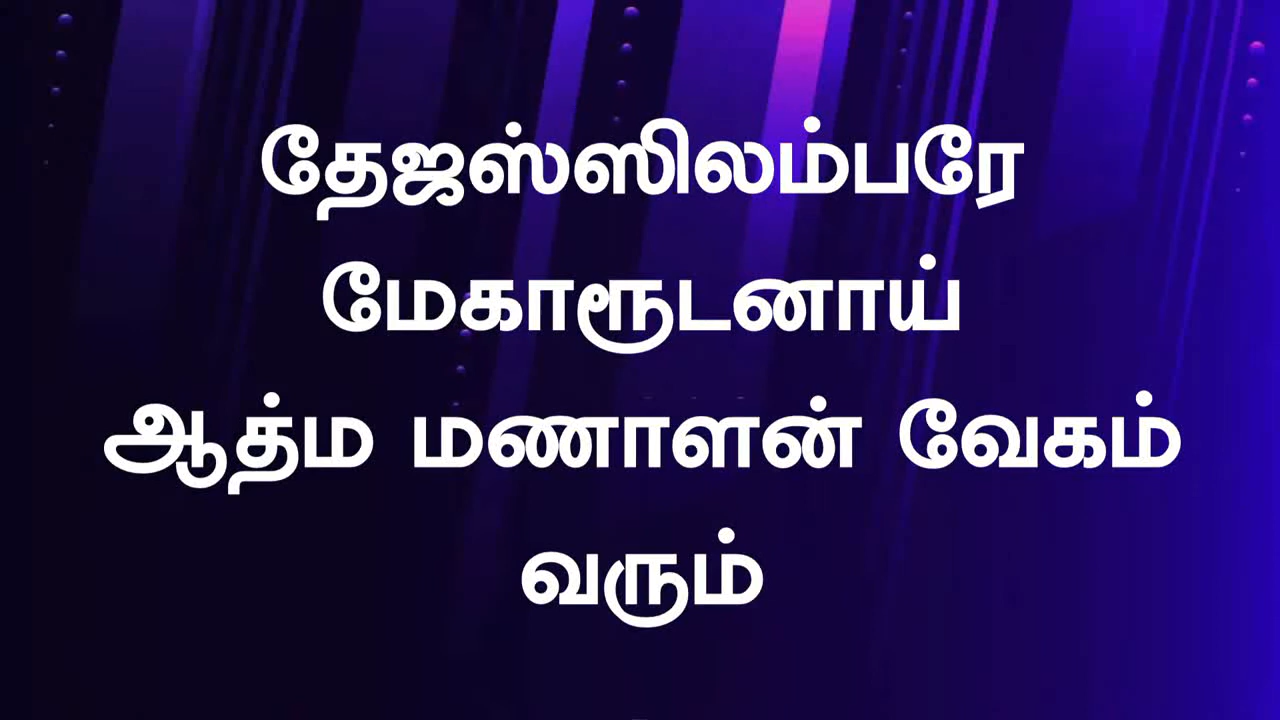 தேஜஸ்ஸிலம்பரே
மேகாரூடனாய்
ஆத்ம மணாளன் வேகம்
வரும்